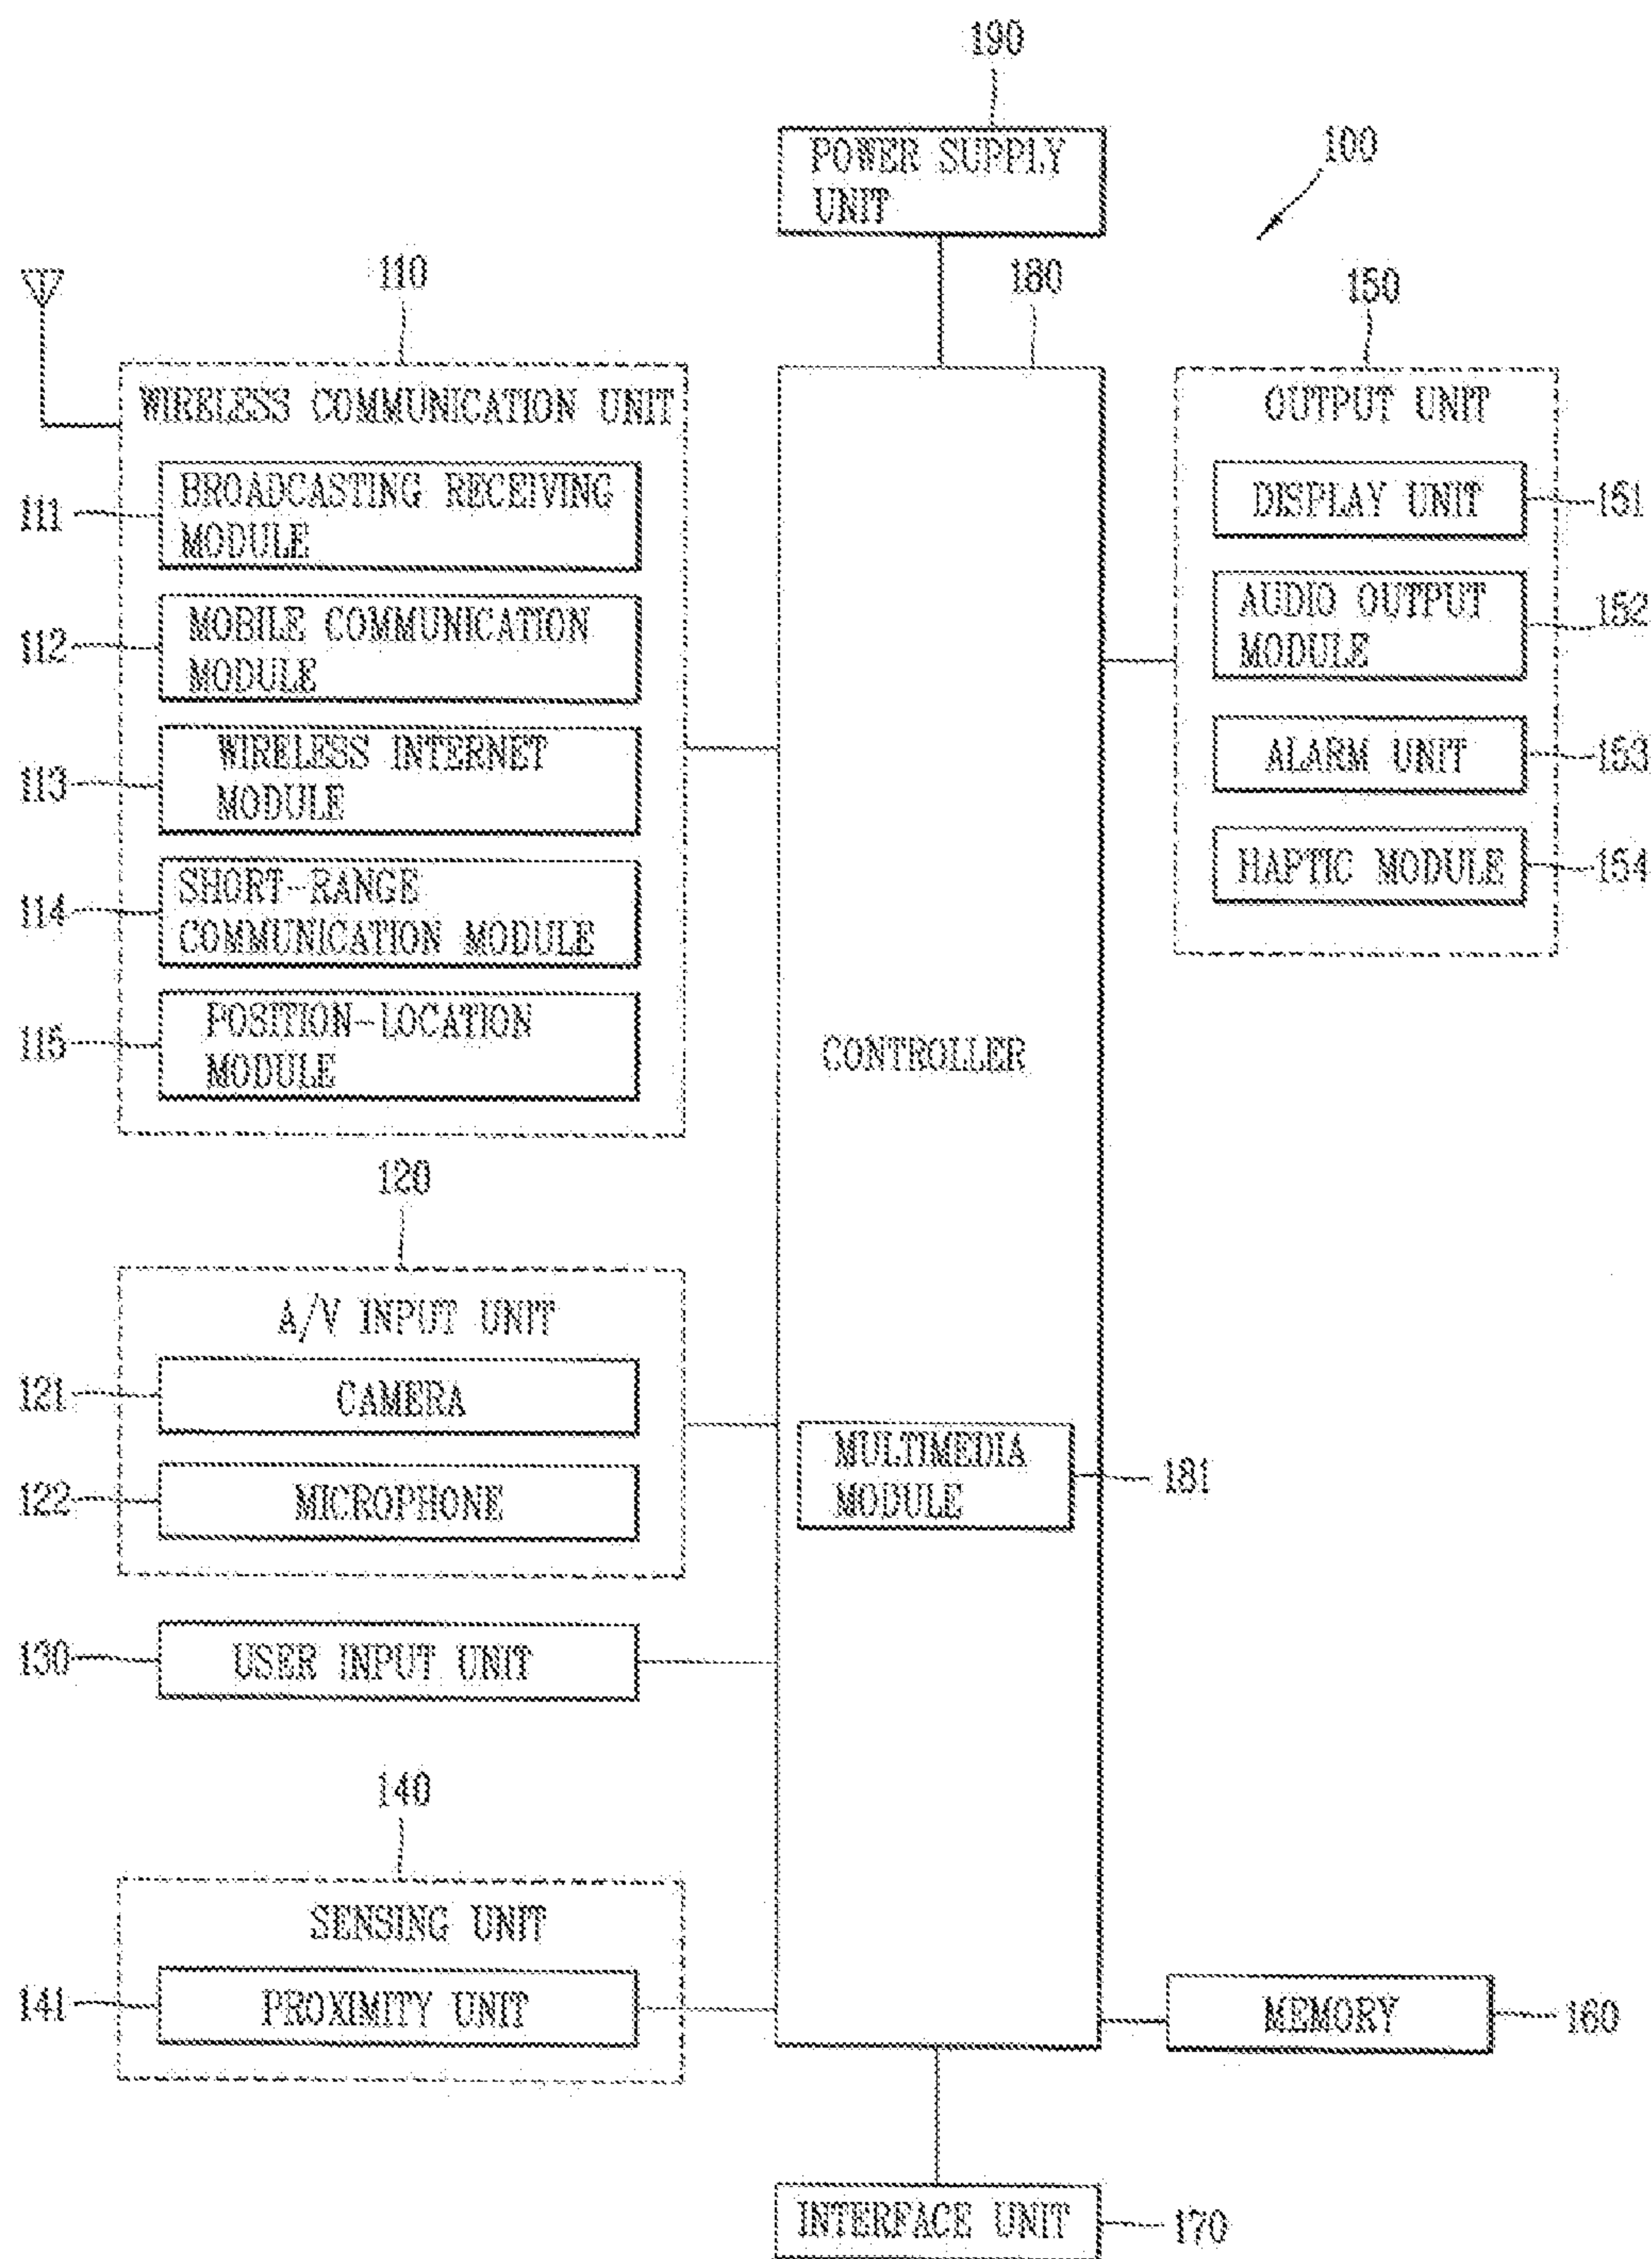 190
POWER SUPPLY
UNIT
100
110
180
150
WIRELESS COMMUNICATION UNIT
OUTPUT UNIT
111
BROADCASTING RECEIVING
MODULE
DISPLAY UNIT
151
112
MOBILE COMMUNICATION
MODULE
AUDIO OUTPUT
MODULE
152
113
WIRELESS INTERNET
MODULE
ALARM UNIT
153
114
SHORT-RANGE
COMMUNICATION MODULE
HAPTIC MODULE
154
115
POSITION-LOCATION
MODULE
CONTROLLER
120
A/V INPUT UNIT
121
CAMERA
122
MICROPHONE
MULTIMEDIA
MODULE
181
130
USER INPUT UNIT
140
SENSING UNIT
141
PROXIMITY UNIT
MEMORY
160
INTERFACE UNIT
170